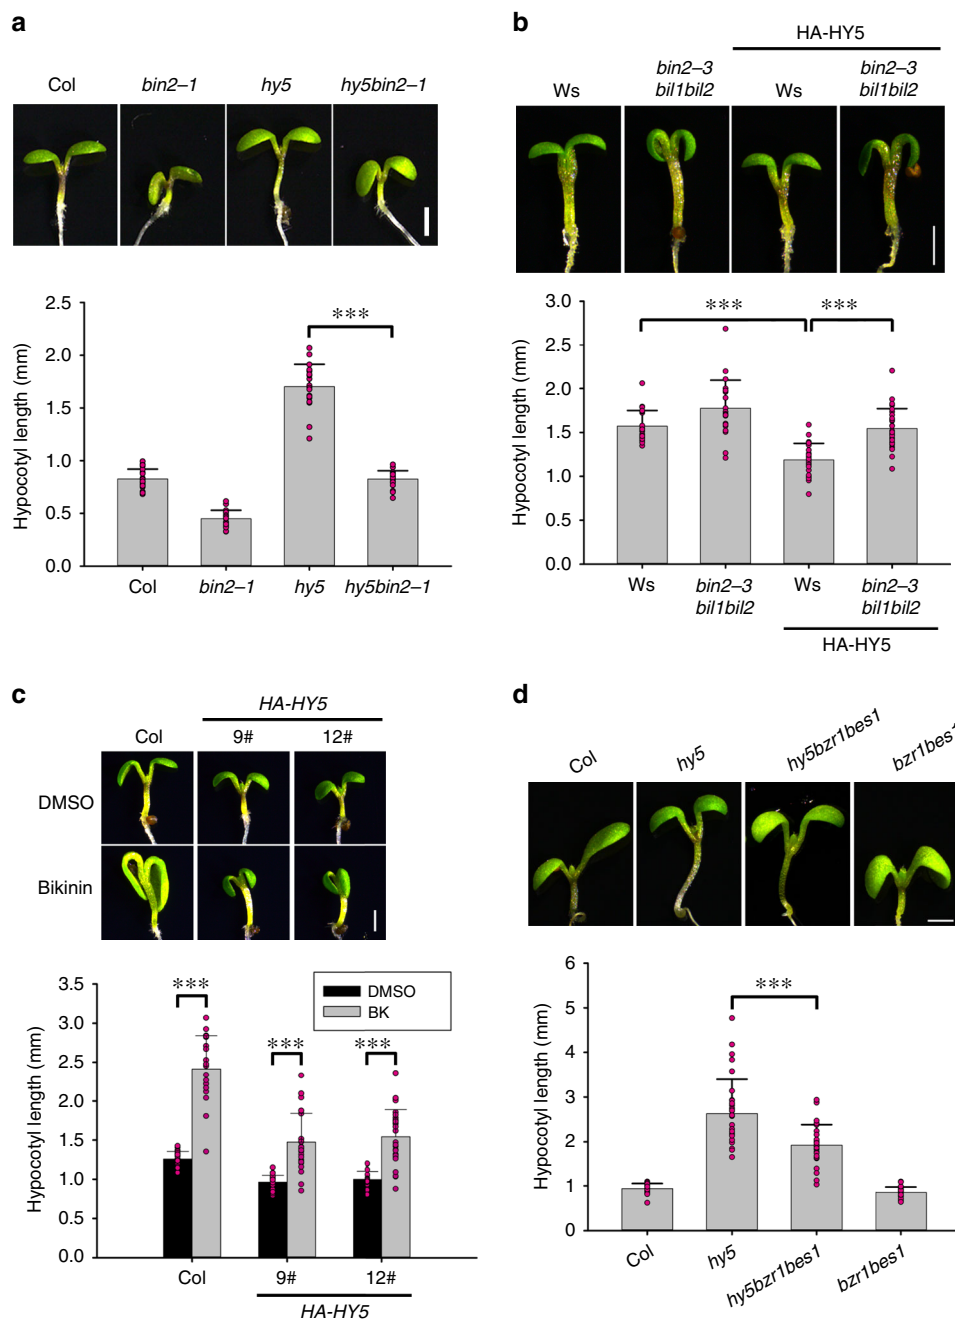 a
Col bin2–1 hy5 hy5bin2–1
Hypocotyl length (mm)
2.5
2.0
1.5
1.0
0.5
0.0
***
Col bin2–1 hy5 hy5bin2–1
b
HA-HY5
Ws bin2–3 bil1bil2 Ws bin2–3 bil1bil2
Hypocotyl length (mm)
3.0
2.5
2.0
1.5
1.0
0.5
0.0
*** ***
Ws bin2–3 bil1bil2 Ws bin2–3 bil1bil2
HA-HY5
c
HA-HY5
Col 9# 12#
DMSO
Bikinin
Hypocotyl length (mm)
3.5
3.0
2.5
2.0
1.5
1.0
0.5
0.0
*** *** ***
DMSO
BK
Col 9# 12#
HA-HY5
d
Col hy5 hy5bzr1bes1 bzr1bes1
Hypocotyl length (mm)
6
5
4
3
2
1
0
***
Col hy5 hy5bzr1bes1 bzr1bes1